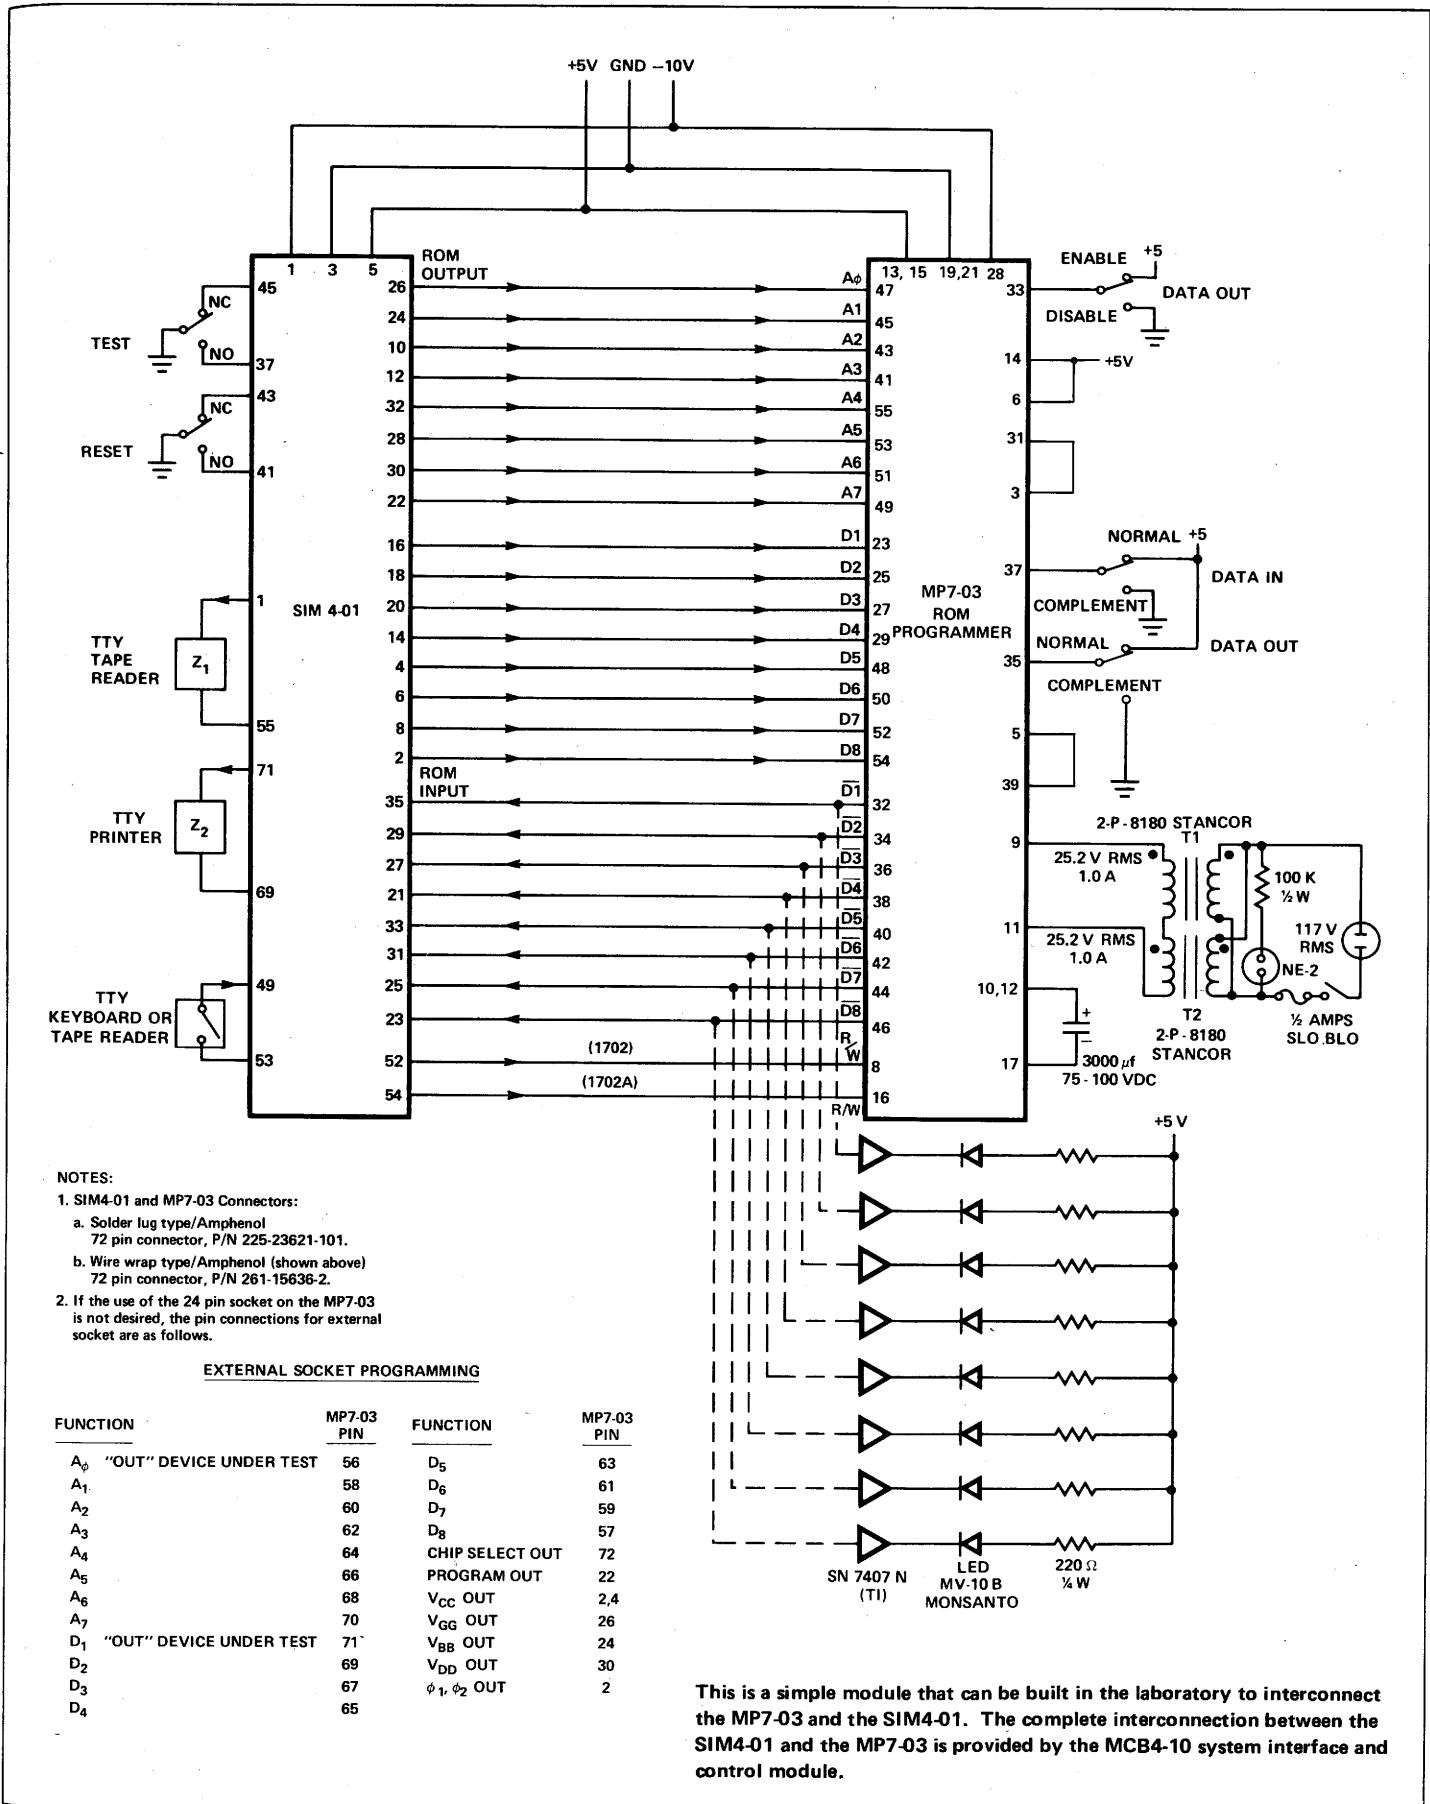 +5V GND –10V
1 3 5
ROM
OUTPUT
13, 15 19,21 28
ENABLE +5
DATA OUT
DISABLE
45
NC
TEST
NO
37
43
NC
RESET
NO
41
26 Aϕ 47
24 A1 45
10 A2 43
12 A3 41
32 A4 55
28 A5 53
30 A6 51
22 A7 49
16 D1 23
18 D2 25
20 D3 27
14 D4 29
4 D5 48
6 D6 50
8 D7 52
2 D8 54
ROM
INPUT
35 D̅1̅ 32
29 D̅2̅ 34
27 D̅3̅ 36
21 D̅4̅ 38
33 D̅5̅ 40
31 D̅6̅ 42
25 D̅7̅ 44
23 D̅8̅ 46
52 (1702) R/W 8
54 (1702A) 16
R/W
SIM 4-01
MP7-03
ROM
PROGRAMMER
1
TTY
TAPE
READER
Z1
55
71
TTY
PRINTER
Z2
69
49
TTY
KEYBOARD OR
TAPE READER
53
33
14 +5V
6
31
3
NORMAL +5
37
DATA IN
COMPLEMENT
NORMAL
DATA OUT
35
COMPLEMENT
5
39
2-P-8180 STANCOR
T1
9
25.2 V RMS
1.0 A
100 K
½ W
11
25.2 V RMS
1.0 A
117 V
RMS
NE-2
10,12
T2
2-P-8180
STANCOR
½ AMPS
SLO.BLO
+
–
17
3000 µf
75-100 VDC
+5 V
SN 7407 N
(TI)
LED
MV-10 B
MONSANTO
220 Ω
¼ W
NOTES:
1. SIM4-01 and MP7-03 Connectors:
a. Solder lug type/Amphenol
72 pin connector, P/N 225-23621-101.
b. Wire wrap type/Amphenol (shown above)
72 pin connector, P/N 261-15636-2.
2. If the use of the 24 pin socket on the MP7-03
is not desired, the pin connections for external
socket are as follows.
EXTERNAL SOCKET PROGRAMMING
FUNCTION MP7-03 PIN FUNCTION MP7-03 PIN
Aϕ "OUT" DEVICE UNDER TEST 56 D5 63
A1 58 D6 61
A2 60 D7 59
A3 62 D8 57
A4 64 CHIP SELECT OUT 72
A5 66 PROGRAM OUT 22
A6 68 VCC OUT 2,4
A7 70 VGG OUT 26
D1 "OUT" DEVICE UNDER TEST 71 VBB OUT 24
D2 69 VDD OUT 30
D3 67 ϕ1, ϕ2 OUT 2
D4 65
This is a simple module that can be built in the laboratory to interconnect
the MP7-03 and the SIM4-01. The complete interconnection between the
SIM4-01 and the MP7-03 is provided by the MCB4-10 system interface and
control module.